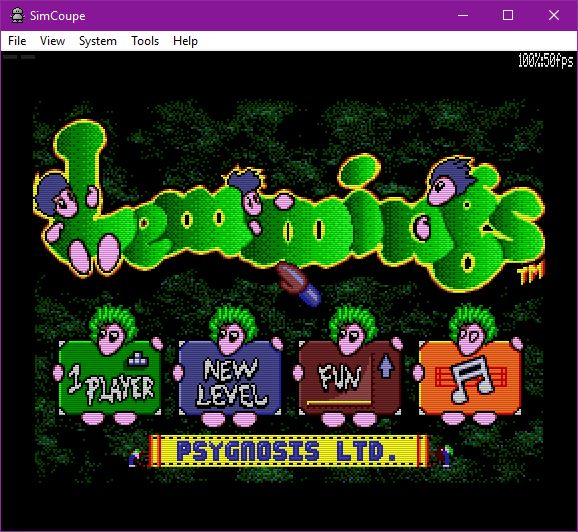 SimCoupe
File View System Tools Help
100%:50fps
Lemmings
TM
1 PLAYER
NEW LEVEL
FUN
PSYGNOSIS LTD.